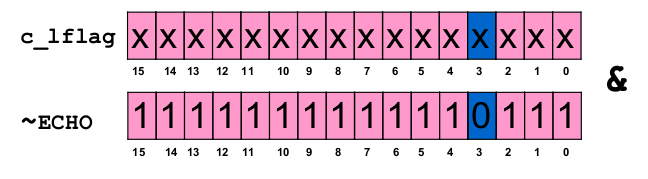 c_lflag x x x x x x x x x x x x x x x x
15 14 13 12 11 10 9 8 7 6 5 4 3 2 1 0
&
~ECHO 1 1 1 1 1 1 1 1 1 1 1 1 0 1 1 1
15 14 13 12 11 10 9 8 7 6 5 4 3 2 1 0